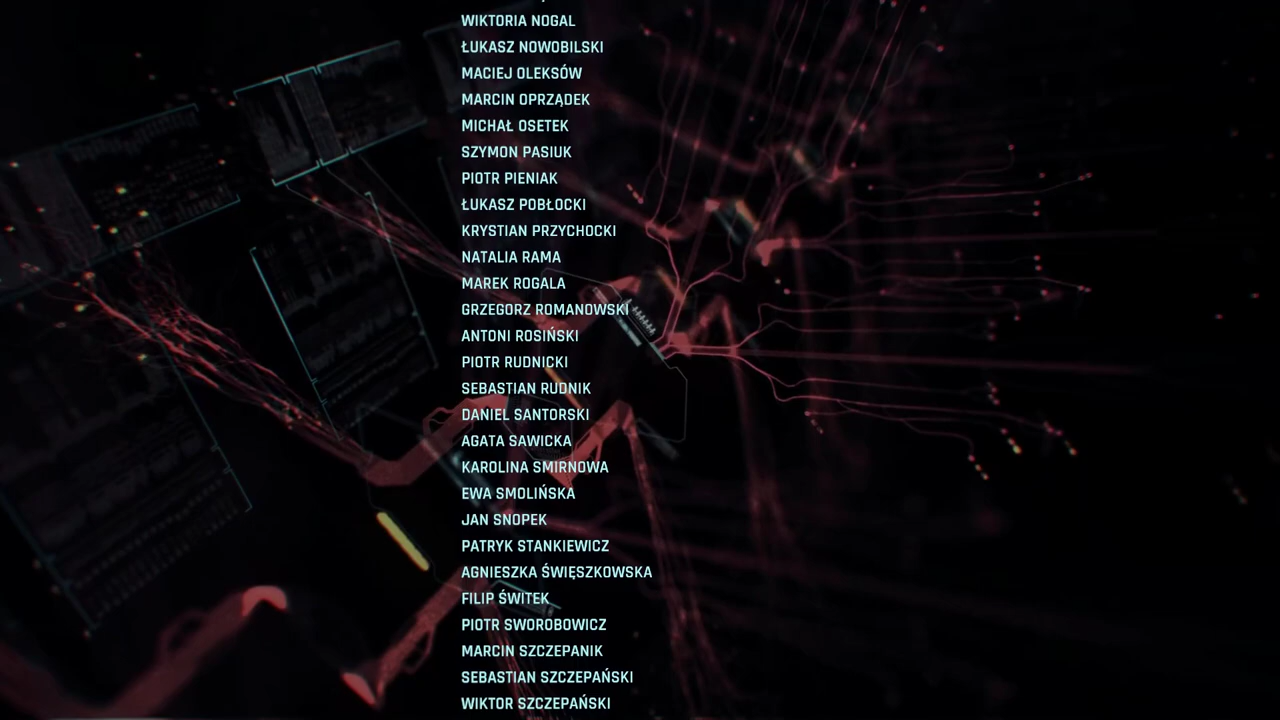 WIKTORIA NOGAL
ŁUKASZ NOWOBILSKI
MACIEJ OLEKSÓW
MARCIN OPRZĄDEK
MICHAŁ OSETEK
SZYMON PASIUK
PIOTR PIENIAK
ŁUKASZ POBŁOCKI
KRYSTIAN PRZYCHOCKI
NATALIA RAMA
MAREK ROGALA
GRZEGORZ ROMANOWSKI
ANTONI ROSIŃSKI
PIOTR RUDNICKI
SEBASTIAN RUDNIK
DANIEL SANTORSKI
AGATA SAWICKA
KAROLINA SMIRNOWA
EWA SMOLIŃSKA
JAN SNOPEK
PATRYK STANKIEWICZ
AGNIESZKA ŚWIĘSZKOWSKA
FILIP ŚWITEK
PIOTR SWOROBOWICZ
MARCIN SZCZEPANIK
SEBASTIAN SZCZEPAŃSKI
WIKTOR SZCZEPAŃSKI